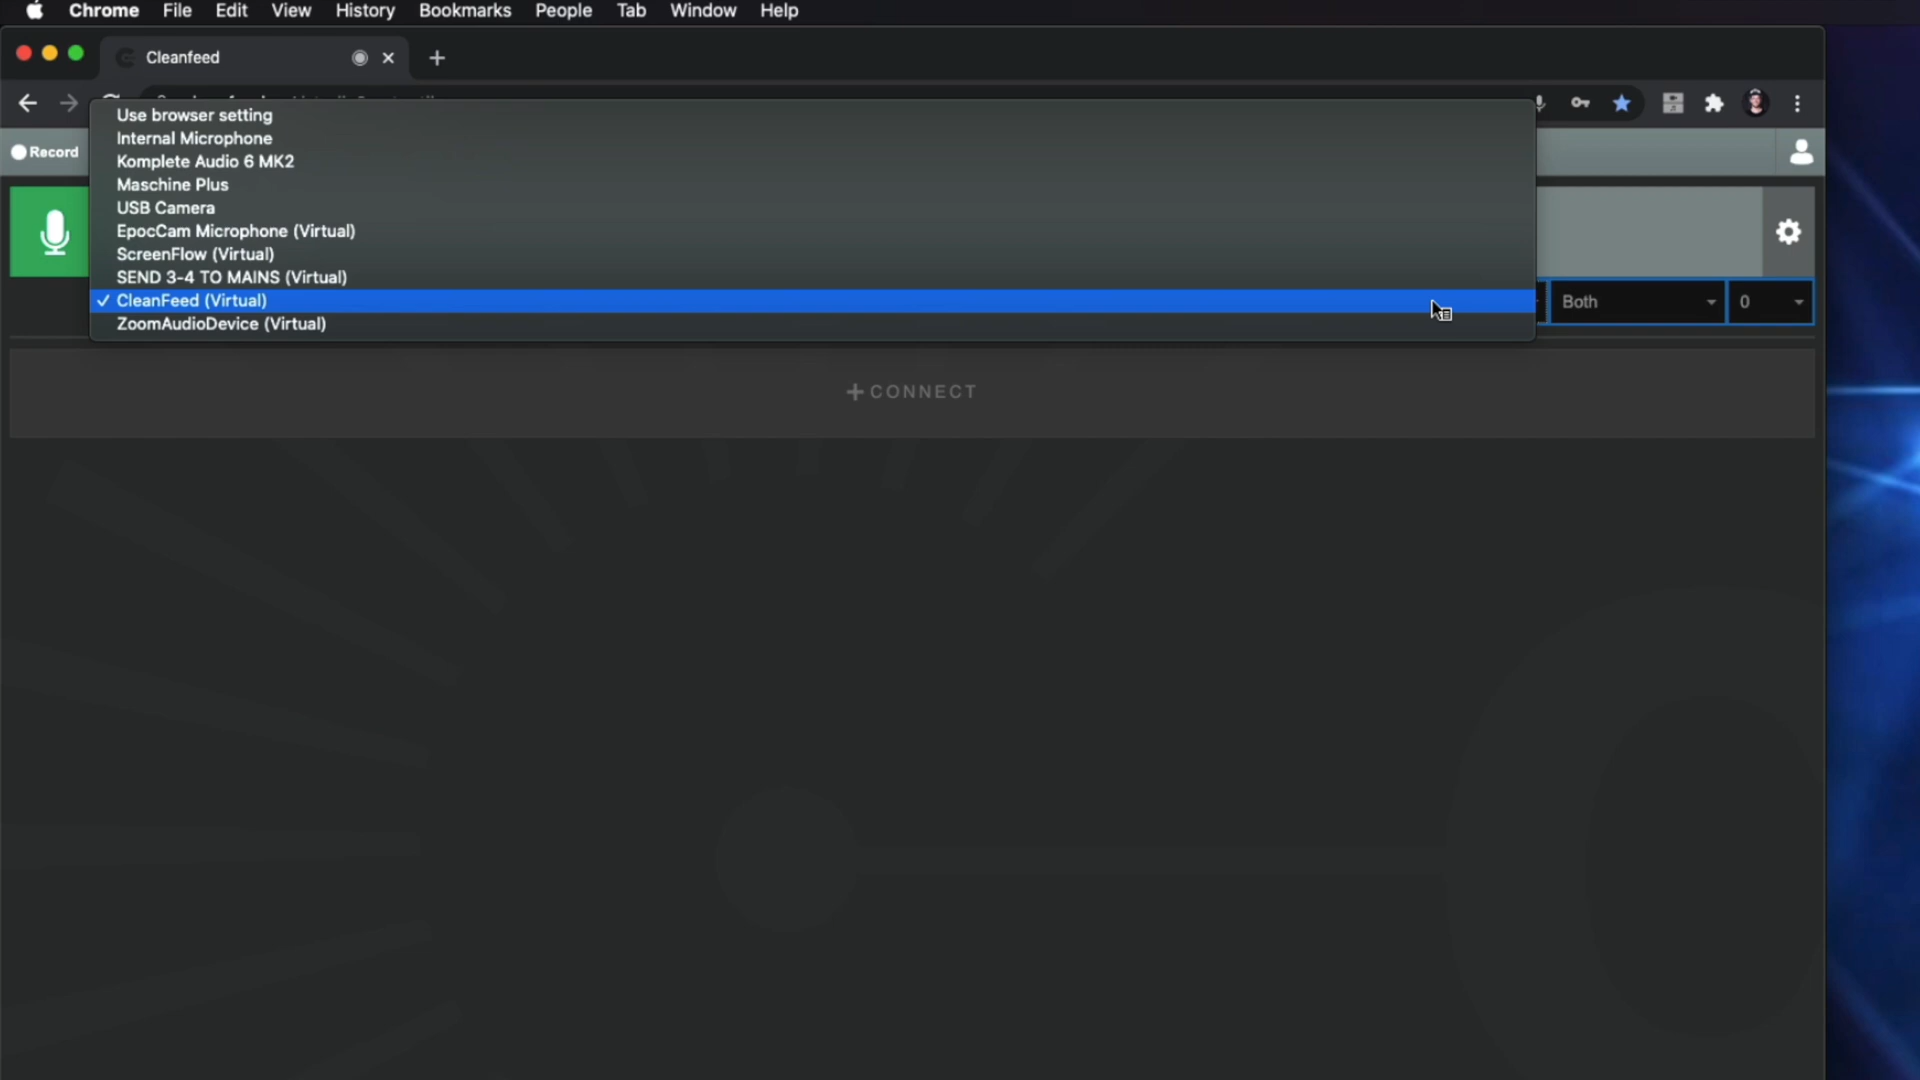 Chrome File Edit View History Bookmarks People Tab Window Help
Cleanfeed
Use browser setting
Internal Microphone
Record
Komplete Audio 6 MK2
Maschine Plus
USB Camera
EpocCam Microphone (Virtual)
ScreenFlow (Virtual)
SEND 3-4 TO MAINS (Virtual)
✓ CleanFeed (Virtual)
Both 0
ZoomAudioDevice (Virtual)
+ CONNECT